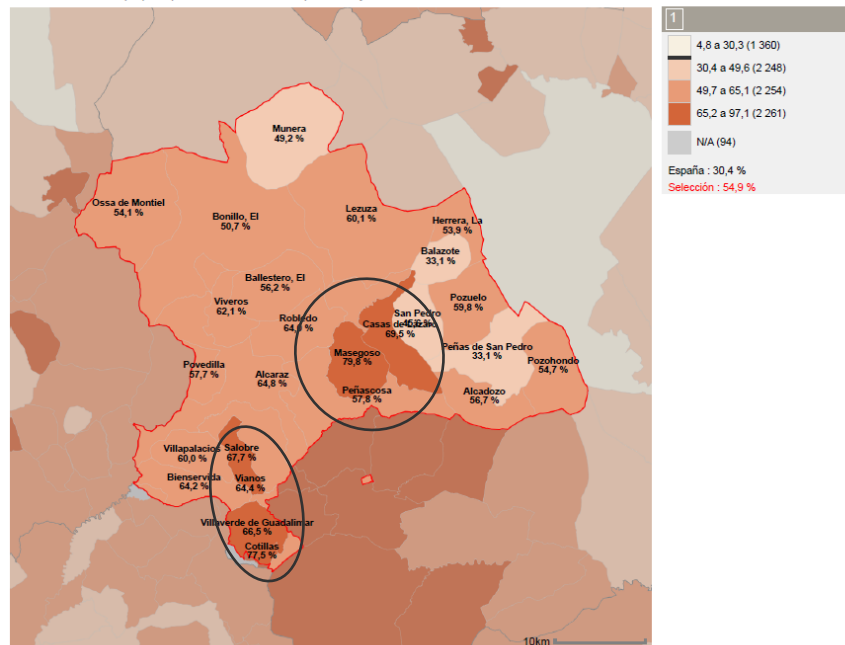 1
4,8 a 30,3 (1 360)
30,4 a 49,6 (2 248)
49,7 a 65,1 (2 254)
65,2 a 97,1 (2 261)
N/A (94)
España : 30,4 %
Selección : 54,9 %
Munera
49,2 %
Ossa de Montiel
54,1 %
Bonillo, El
50,7 %
Lezuza
60,1 %
Herrera, La
53,9 %
Balazote
33,1 %
Ballestero, El
56,2 %
Viveros
62,1 %
Pozuelo
59,8 %
Robledo
64,0 %
San Pedro
Casas de Lázaro
69,5 %
Masegoso
79,8 %
Peñas de San Pedro
33,1 %
Pozohondo
54,7 %
Povedilla
57,7 %
Alcaraz
64,8 %
Peñascosa
57,8 %
Alcadozo
56,7 %
Villapalacios
60,0 %
Salobre
67,7 %
Bienservida
64,2 %
Vianos
64,4 %
Villaverde de Guadalimar
66,5 %
Cotillas
77,5 %
10km